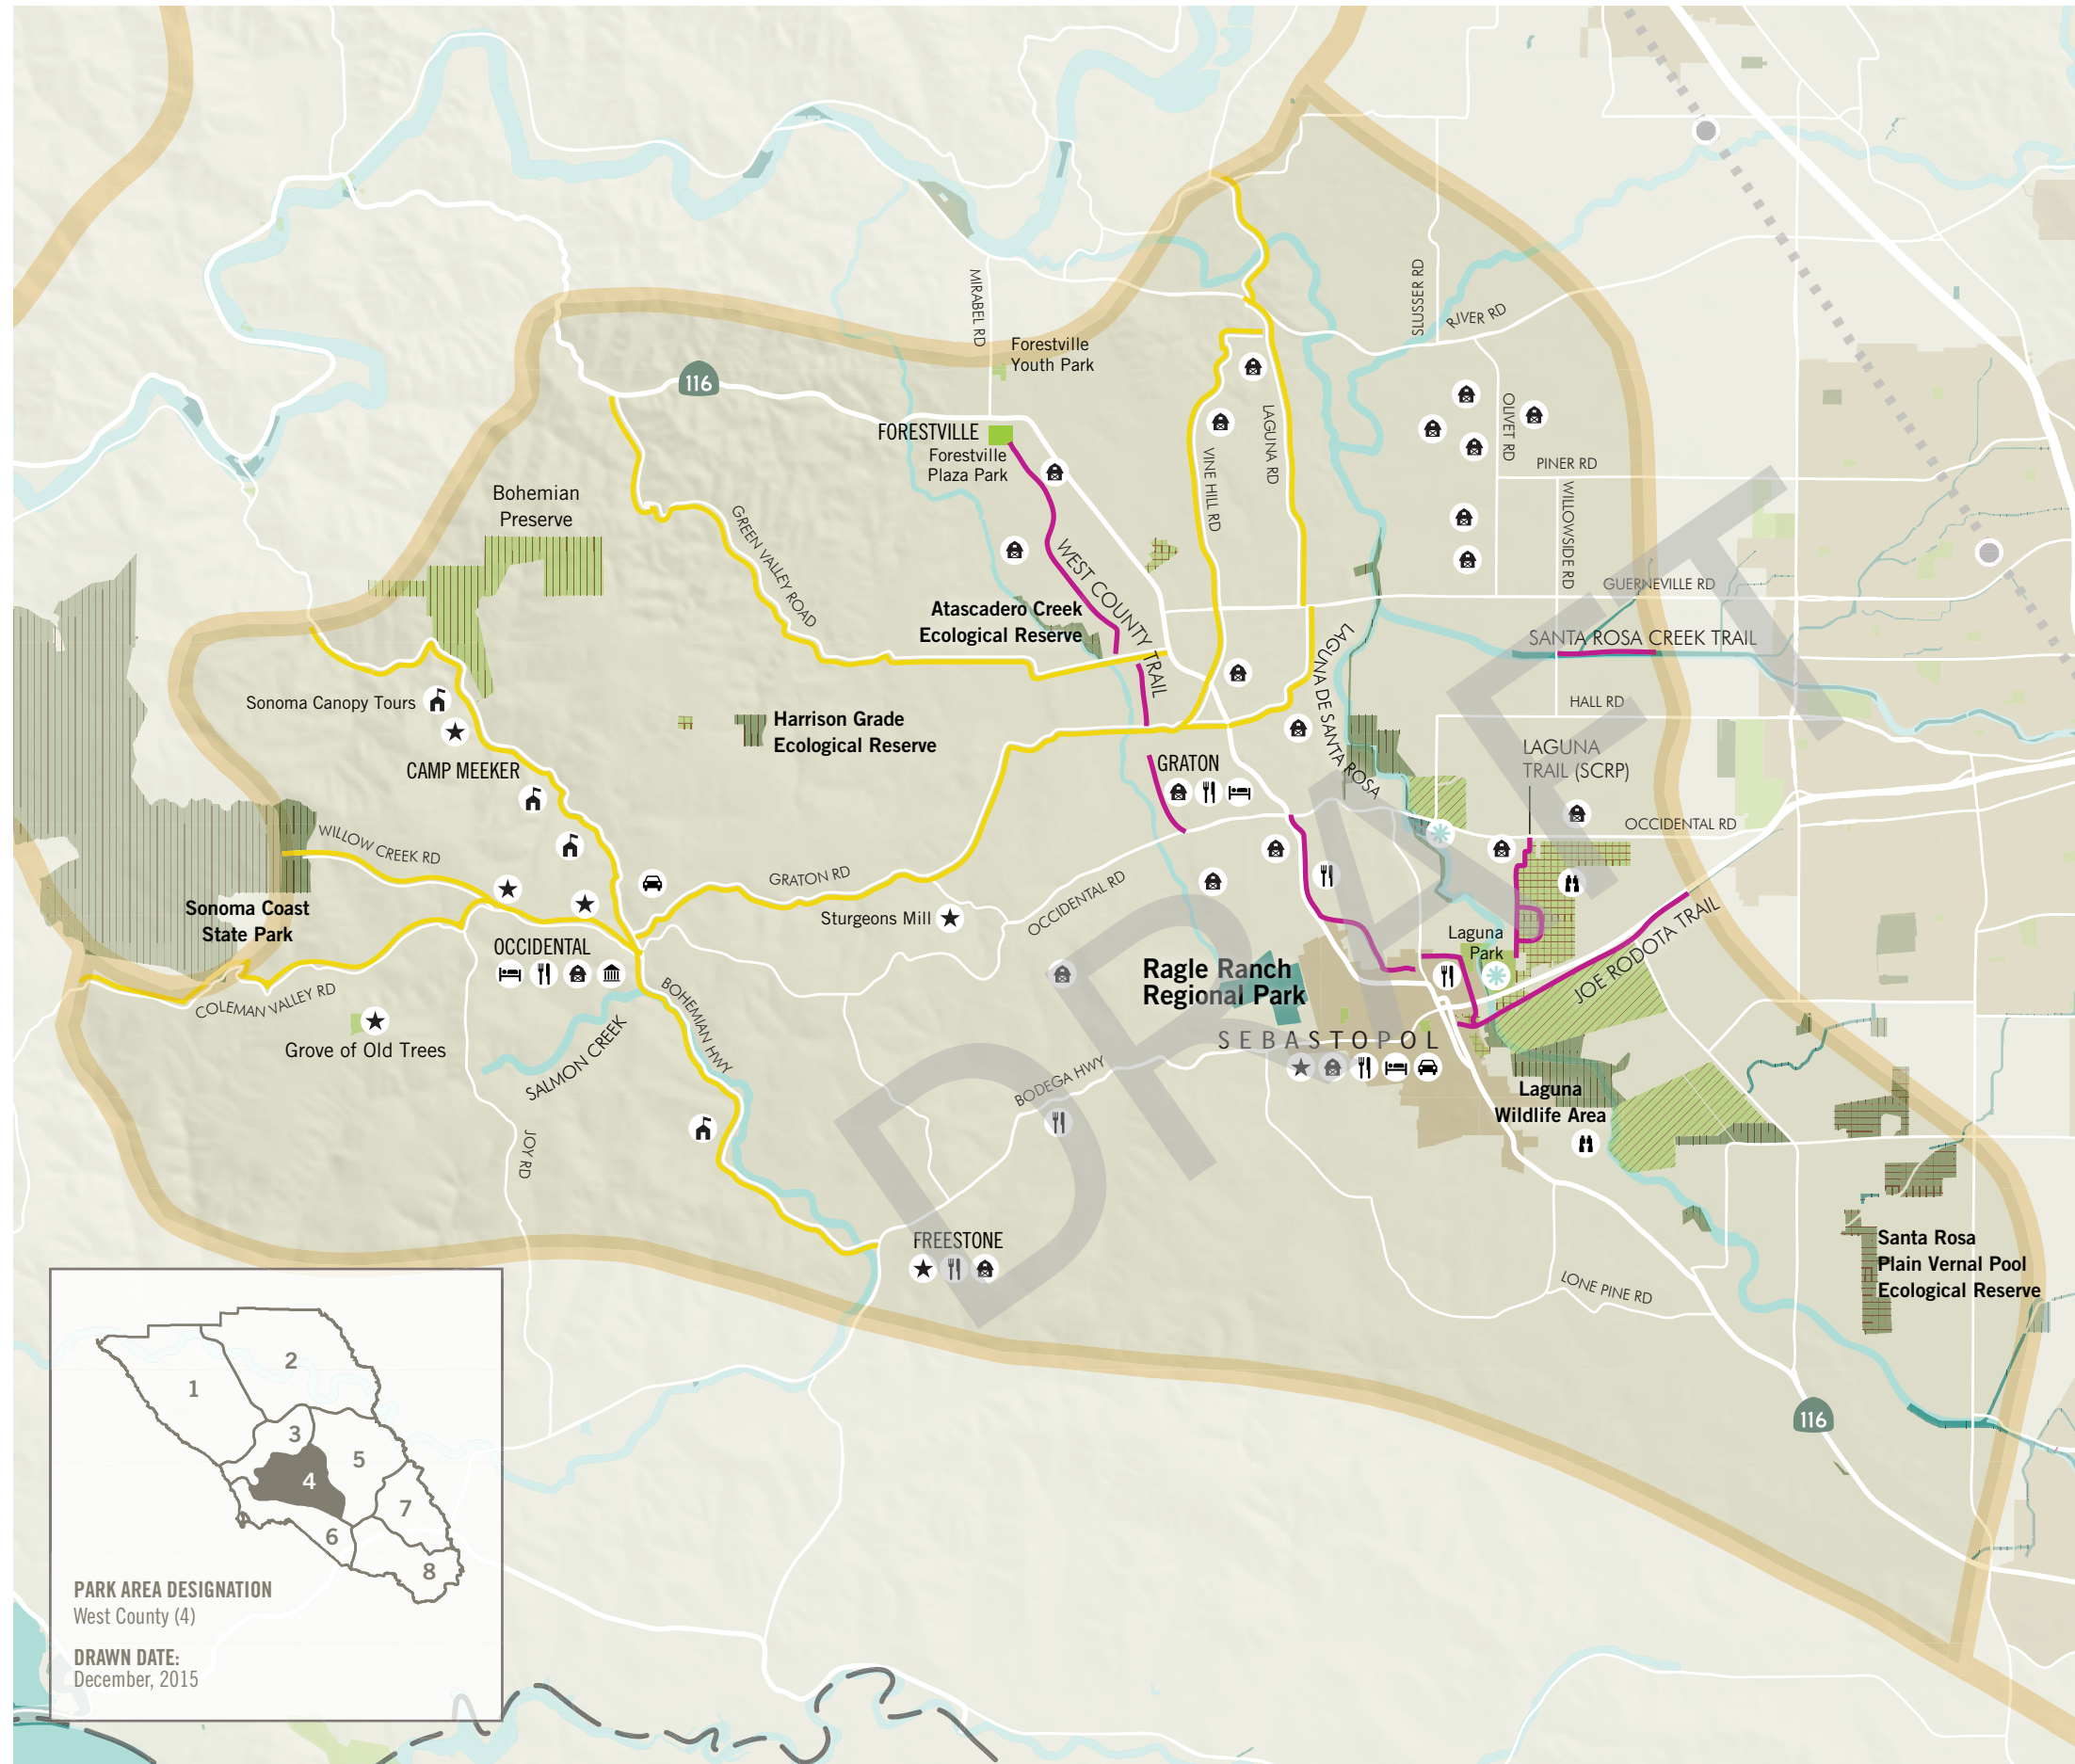 MIRABEL RD
SLUSSER RD
RIVER RD
Forestville
Youth Park
116
FORESTVILLE
Forestville
Plaza Park
OLIVET RD
LAGUNA RD
VINE HILL RD
PINER RD
WILLOWSIDE RD
Bohemian
Preserve
GREEN VALLEY ROAD
WEST COUNTY TRAIL
GUERNEVILLE RD
Atascadero Creek
Ecological Reserve
SANTA ROSA CREEK TRAIL
LAGUNA DE SANTA ROSA
HALL RD
Sonoma Canopy Tours
Harrison Grade
Ecological Reserve
LAGUNA
TRAIL (SCRP)
CAMP MEEKER
GRATON
OCCIDENTAL RD
WILLOW CREEK RD
GRATON RD
OCCIDENTAL RD
Sonoma Coast
State Park
Sturgeons Mill
JOE RODOTA TRAIL
Laguna
Park
OCCIDENTAL
Ragle Ranch
Regional Park
COLEMAN VALLEY RD
BOHEMIAN HWY
SEBASTOPOL
Grove of Old Trees
SALMON CREEK
BODEGA HWY
Laguna
Wildlife Area
JOY RD
FREESTONE
Santa Rosa
Plain Vernal Pool
Ecological Reserve
LONE PINE RD
116
DRAFT
1
2
3
4
5
6
7
8
PARK AREA DESIGNATION
West County (4)
DRAWN DATE:
December, 2015